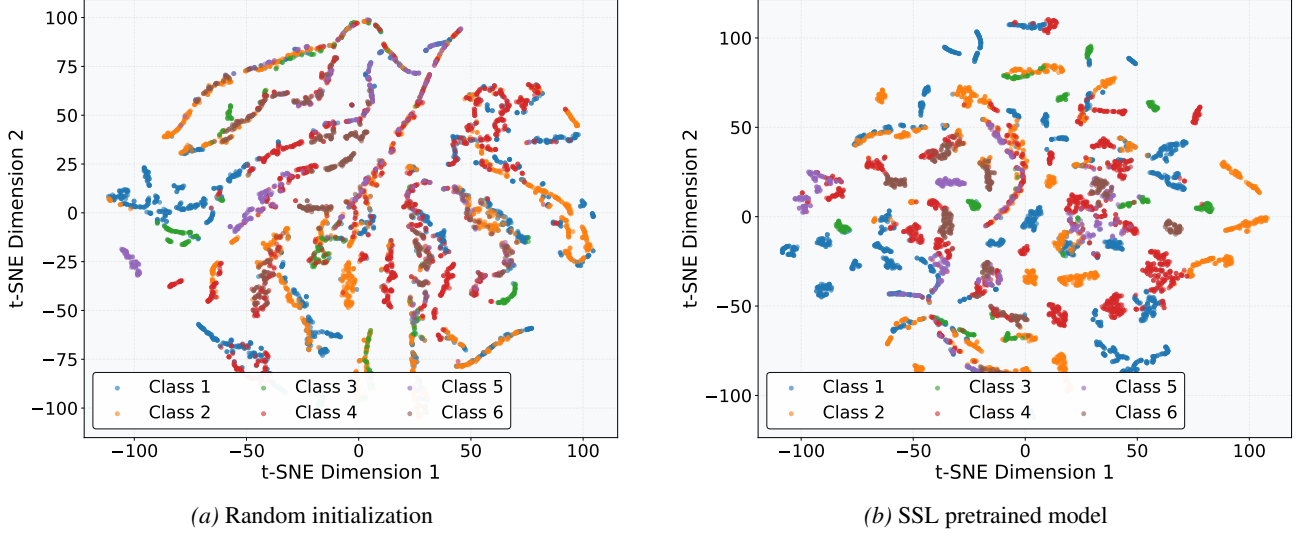 100
75
50
25
0
−25
−50
−75
−100
t-SNE Dimension 2
Class 1
Class 2
Class 3
Class 4
Class 5
Class 6
−100
−50
0
50
100
t-SNE Dimension 1
(a) Random initialization
100
50
0
−50
−100
t-SNE Dimension 2
Class 1
Class 2
Class 3
Class 4
Class 5
Class 6
−100
−50
0
50
100
t-SNE Dimension 1
(b) SSL pretrained model